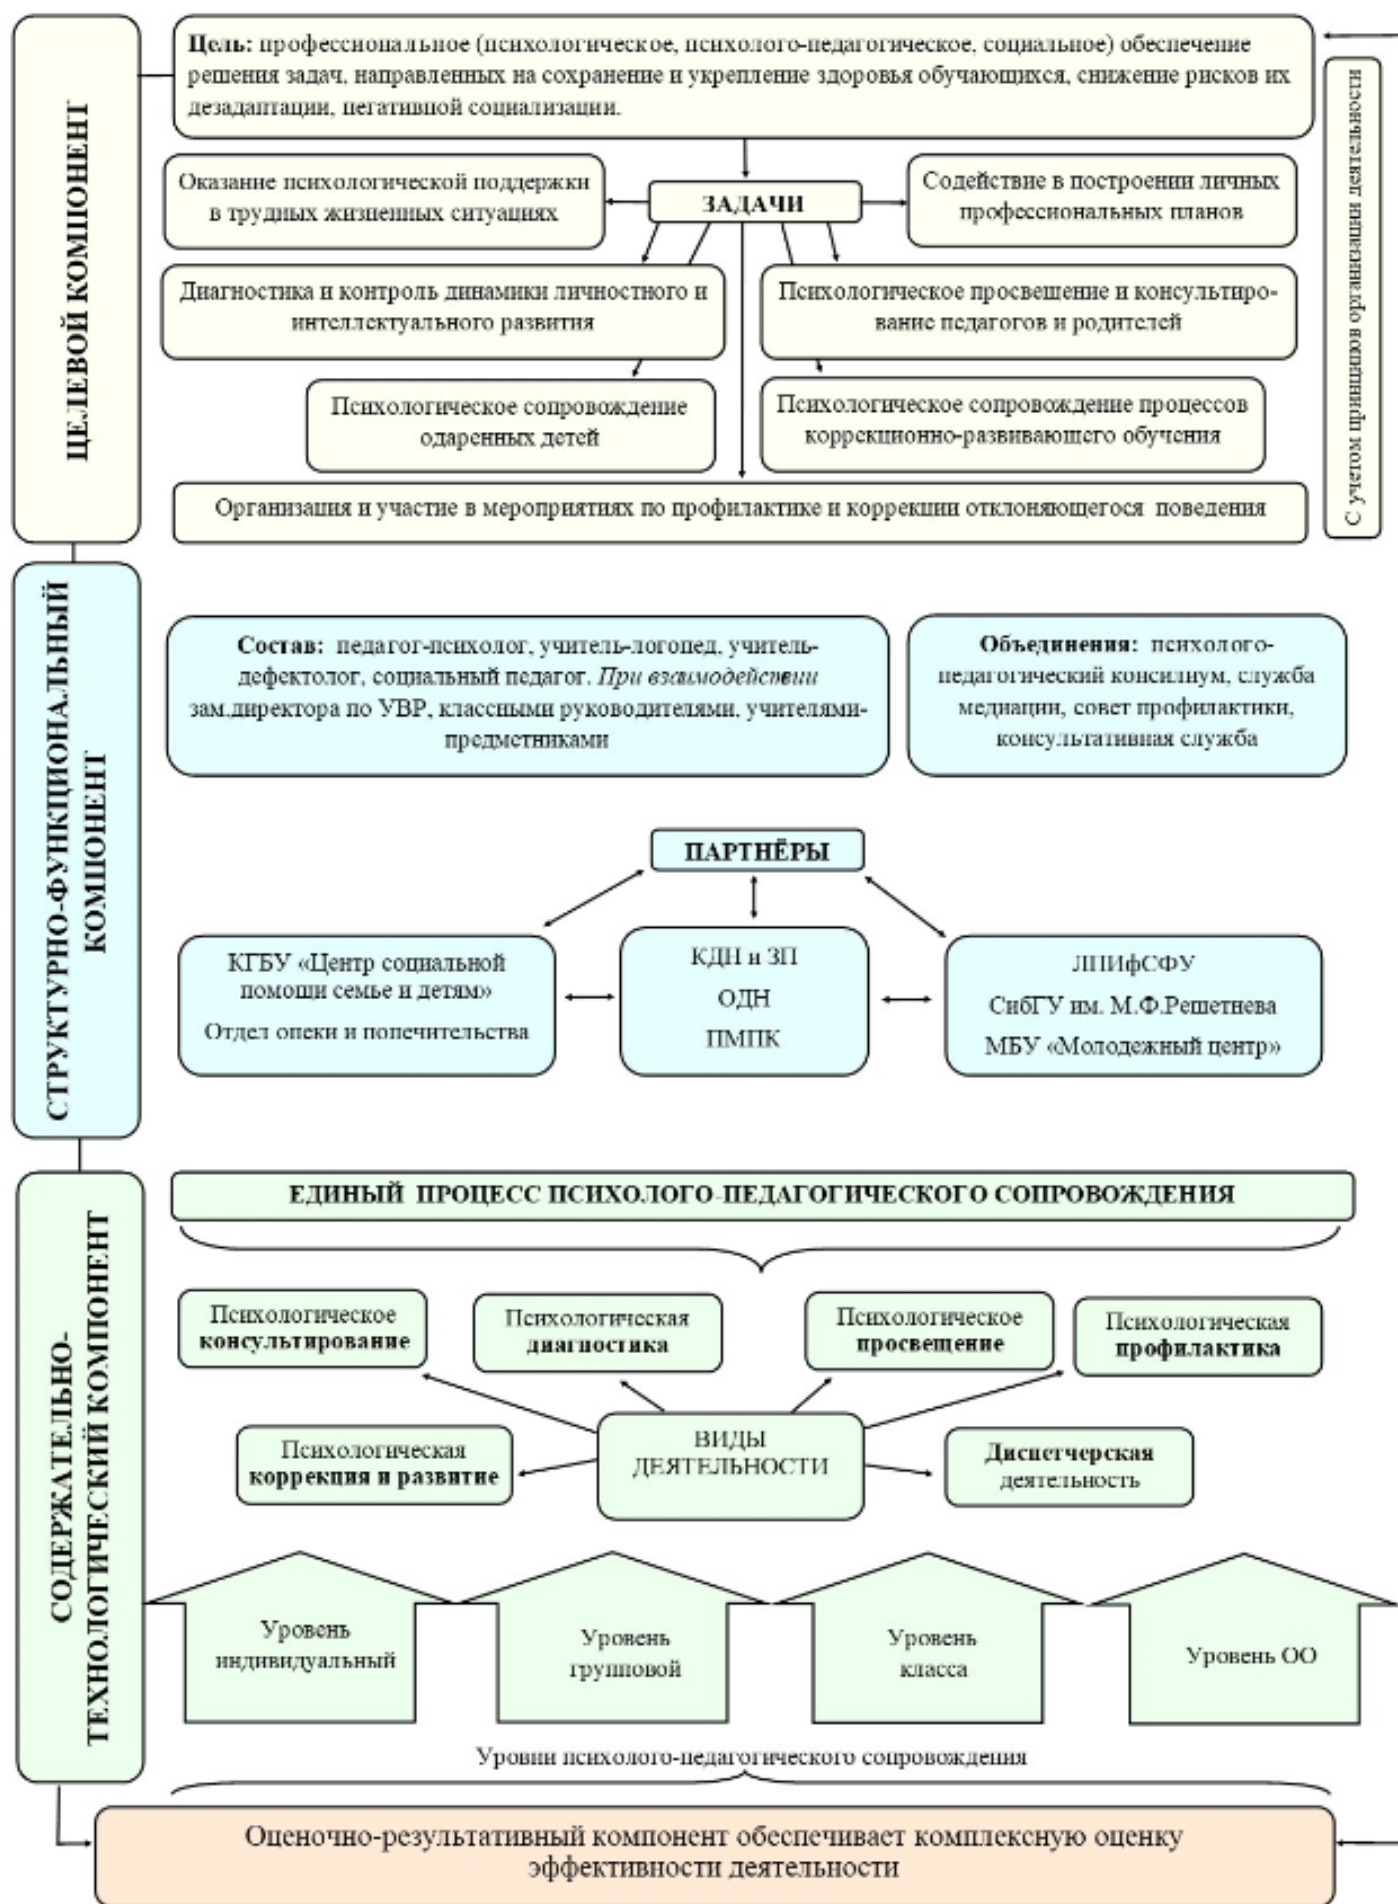 ЦЕЛЕВОЙ КОМПОНЕНТ
Цель: профессиональное (психологическое, психолого-педагогическое, социальное) обеспечение
решения задач, направленных на сохранение и укрепление здоровья обучающихся, снижение рисков их
дезадаптации, негативной социализации.
С учетом принципов организации деятельности
ЗАДАЧИ
Оказание психологической поддержки
в трудных жизненных ситуациях
Содействие в построении личных
профессиональных планов
Диагностика и контроль динамики личностного и
интеллектуального развития
Психологическое просвещение и консультиро-
вание педагогов и родителей
Психологическое сопровождение
одаренных детей
Психологическое сопровождение процессов
коррекционно-развивающего обучения
Организация и участие в мероприятиях по профилактике и коррекции отклоняющегося поведения
СТРУКТУРНО-ФУНКЦИОНАЛЬНЫЙ
КОМПОНЕНТ
Состав: педагог-психолог, учитель-логопед, учитель-
дефектолог, социальный педагог. При взаимодействии
зам.директора по УВР, классными руководителями, учителями-
предметниками
Объединения: психолого-
педагогический консилиум, служба
медиации, совет профилактики,
консультативная служба
ПАРТНЁРЫ
КГБУ «Центр социальной
помощи семье и детям»
Отдел опеки и попечительства
КДН и ЗП
ОДН
ПМПК
ЛПИфСФУ
СибГУ им. М.Ф.Решетнева
МБУ «Молодежный центр»
СОДЕРЖАТЕЛЬНО-
ТЕХНОЛОГИЧЕСКИЙ КОМПОНЕНТ
ЕДИНЫЙ ПРОЦЕСС ПСИХОЛОГО-ПЕДАГОГИЧЕСКОГО СОПРОВОЖДЕНИЯ
Психологическое
консультирование
Психологическая
диагностика
Психологическое
просвещение
Психологическая
профилактика
Психологическая
коррекция и развитие
ВИДЫ
ДЕЯТЕЛЬНОСТИ
Диспетчерская
деятельность
Уровень
индивидуальный
Уровень
групповой
Уровень
класса
Уровень ОО
Уровни психолого-педагогического сопровождения
Оценочно-результативный компонент обеспечивает комплексную оценку
эффективности деятельности